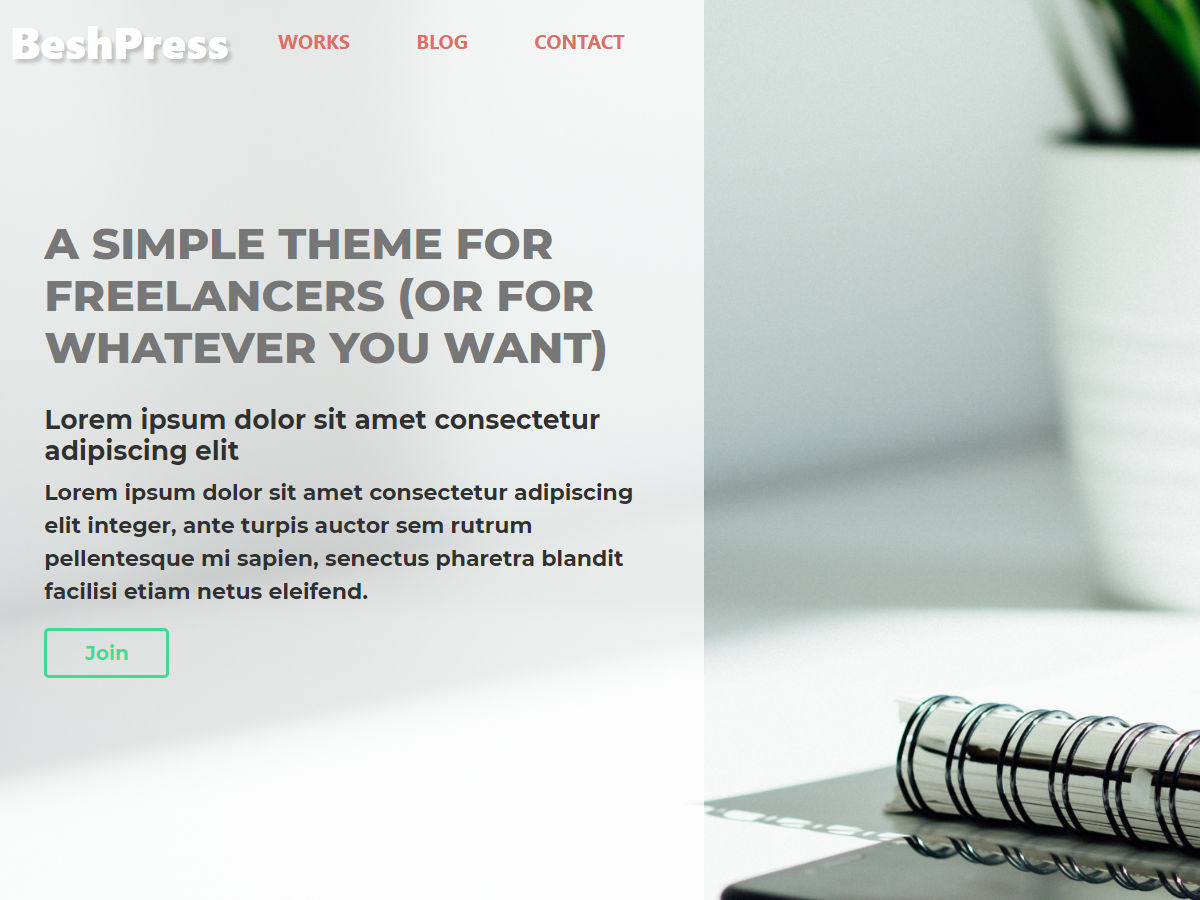 BeshPress WORKS BLOG CONTACT
A SIMPLE THEME FOR
FREELANCERS (OR FOR
WHATEVER YOU WANT)
Lorem ipsum dolor sit amet consectetur
adipiscing elit
Lorem ipsum dolor sit amet consectetur adipiscing
elit integer, ante turpis auctor sem rutrum
pellentesque mi sapien, senectus pharetra blandit
facilisi etiam netus eleifend.
Join